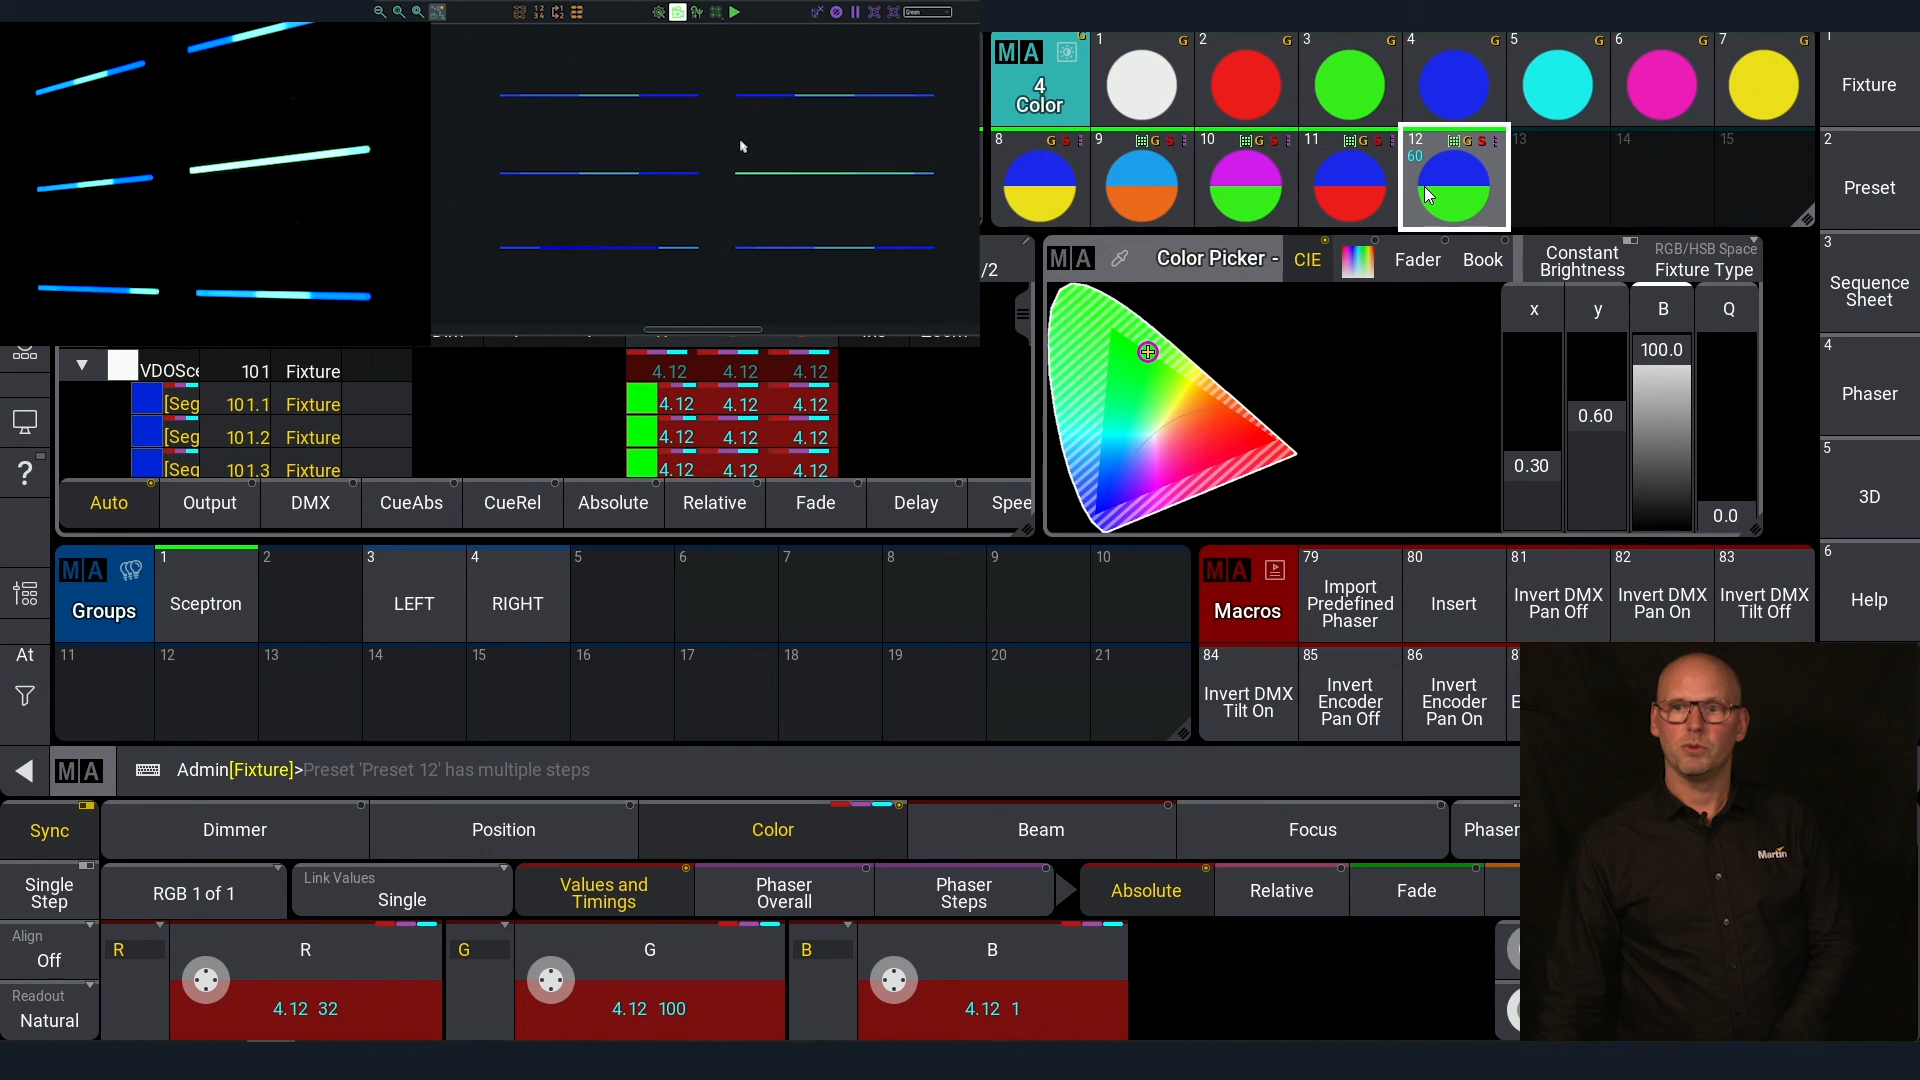 MA
4
Color
1 G
2 G
3 G
4 G
5 G
6 G
7 G
8 G S
9 G S
10 G S
11 G S
12 G S
60
13
14
15
1
Fixture
2
Preset
3
Sequence
Sheet
4
Phaser
5
3D
6
Help
/2
MA
Color Picker -
CIE
Fader
Book
Constant
Brightness
RGB/HSB Space
Fixture Type
x
y
B
Q
0.30
0.60
100.0
0.0
VDOSce 101 Fixture 4.12 4.12 4.12
[Seg 101.1 Fixture 4.12 4.12 4.12
[Seg 101.2 Fixture 4.12 4.12 4.12
[Seg 101.3 Fixture 4.12 4.12 4.12
Auto
Output
DMX
CueAbs
CueRel
Absolute
Relative
Fade
Delay
Spee
?
MA
Groups
1
Sceptron
2
3
LEFT
4
RIGHT
5
6
7
8
9
10
11
12
13
14
15
16
17
18
19
20
21
MA
Macros
79
Import
Predefined
Phaser
80
Insert
81
Invert DMX
Pan Off
82
Invert DMX
Pan On
83
Invert DMX
Tilt Off
84
Invert DMX
Tilt On
85
Invert
Encoder
Pan Off
86
Invert
Encoder
Pan On
8
E
At
MA
Admin[Fixture]>Preset 'Preset 12' has multiple steps
Sync
Dimmer
Position
Color
Beam
Focus
Phaser
Single
Step
RGB 1 of 1
Link Values
Single
Values and
Timings
Phaser
Overall
Phaser
Steps
Absolute
Relative
Fade
Align
Off
Readout
Natural
R
R
4.12 32
G
G
4.12 100
B
B
4.12 1
Martin